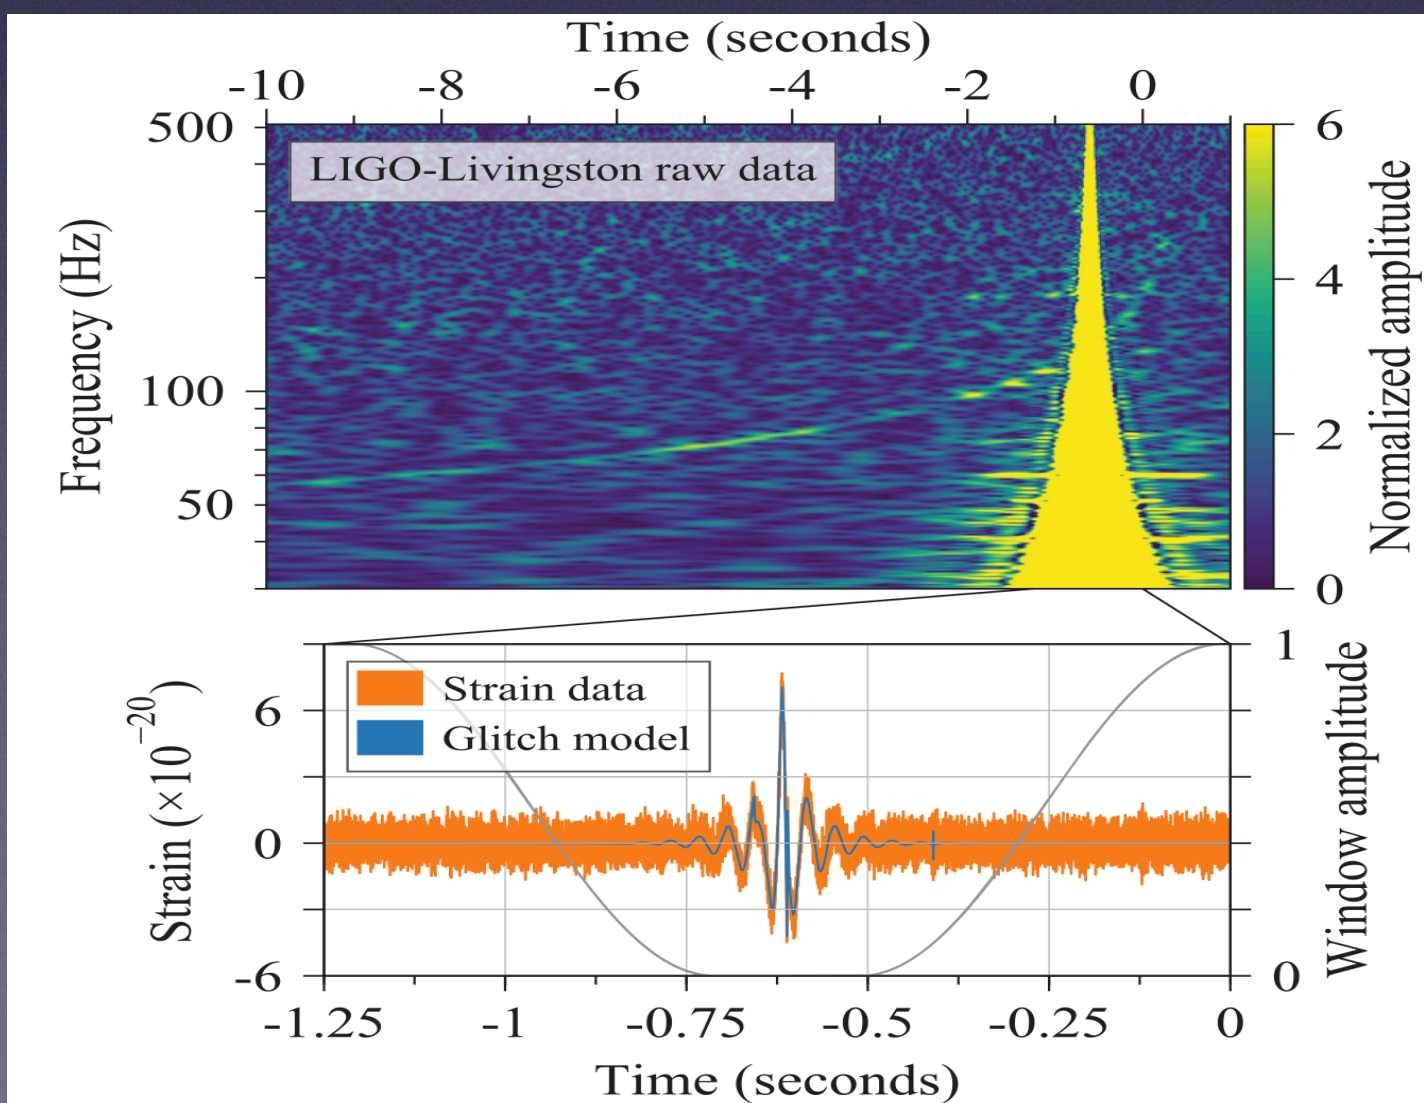 Time (seconds)
-10 -8 -6 -4 -2 0
500
100
50
Frequency (Hz)
LIGO-Livingston raw data
6
4
2
0
Normalized amplitude
Strain data
Glitch model
6
0
-6
Strain (×10⁻²⁰)
1
0
Window amplitude
-1.25 -1 -0.75 -0.5 -0.25 0
Time (seconds)